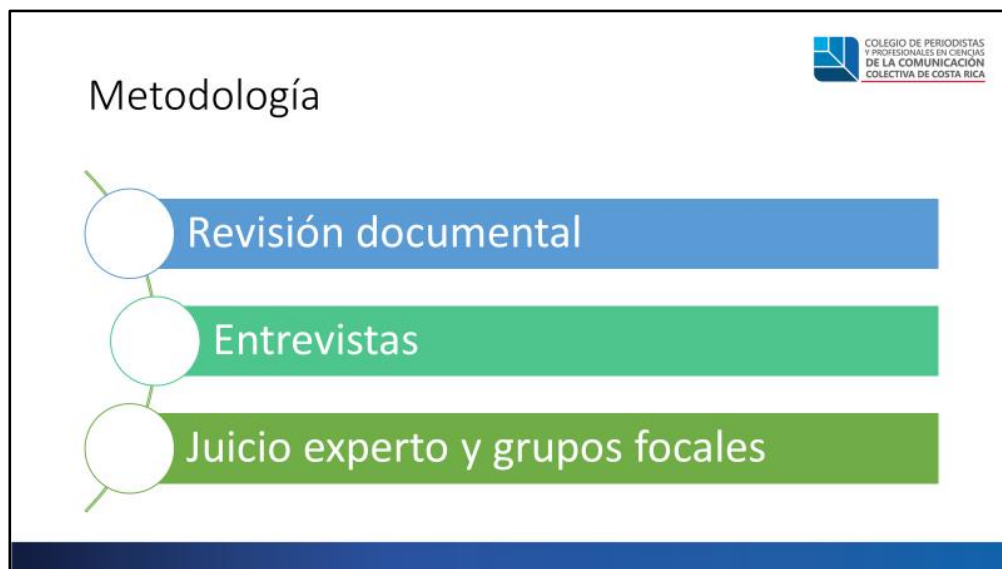 COLEGIO DE PERIODISTAS
Y PROFESIONALES EN CIENCIAS
DE LA COMUNICACIÓN
COLECTIVA DE COSTA RICA
Metodología
Revisión documental
Entrevistas
Juicio experto y grupos focales